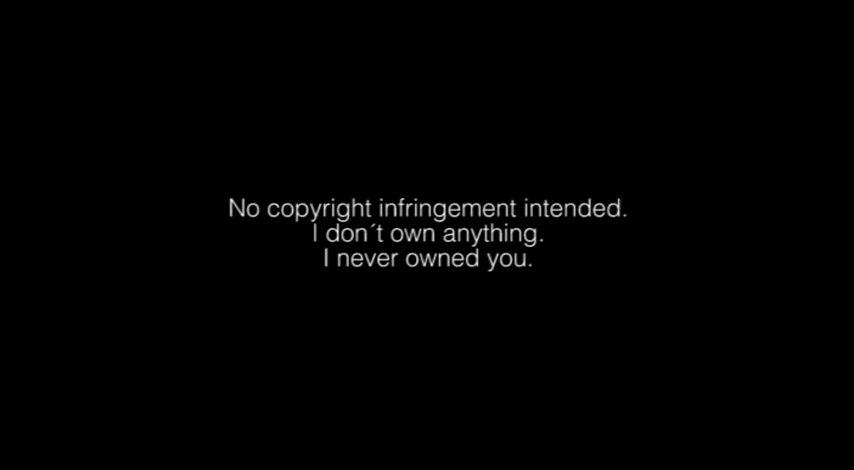 No copyright infringement intended.
I don´t own anything.
I never owned you.